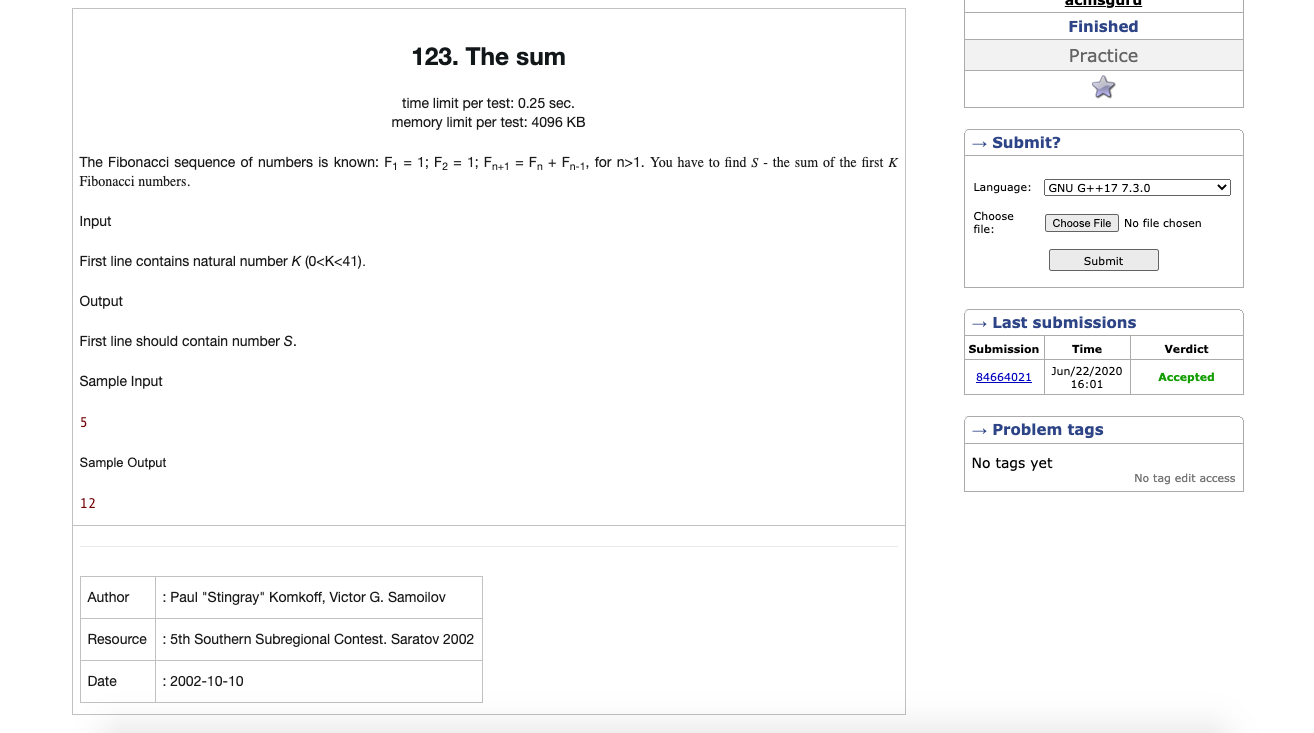 acmsguru
123. The sum
Finished
Practice
time limit per test: 0.25 sec.
memory limit per test: 4096 KB
→ Submit?
The Fibonacci sequence of numbers is known: F1 = 1; F2 = 1; Fn+1 = Fn + Fn-1, for n>1. You have to find S - the sum of the first K
Fibonacci numbers.
Language: GNU G++17 7.3.0
Input
Choose file: Choose File No file chosen
First line contains natural number K (0<K<41).
Submit
Output
First line should contain number S.
→ Last submissions
Submission Time Verdict
Sample Input
84664021 Jun/22/2020 16:01 Accepted
5
→ Problem tags
Sample Output
No tags yet
No tag edit access
12
Author : Paul "Stingray" Komkoff, Victor G. Samoilov
Resource : 5th Southern Subregional Contest. Saratov 2002
Date : 2002-10-10